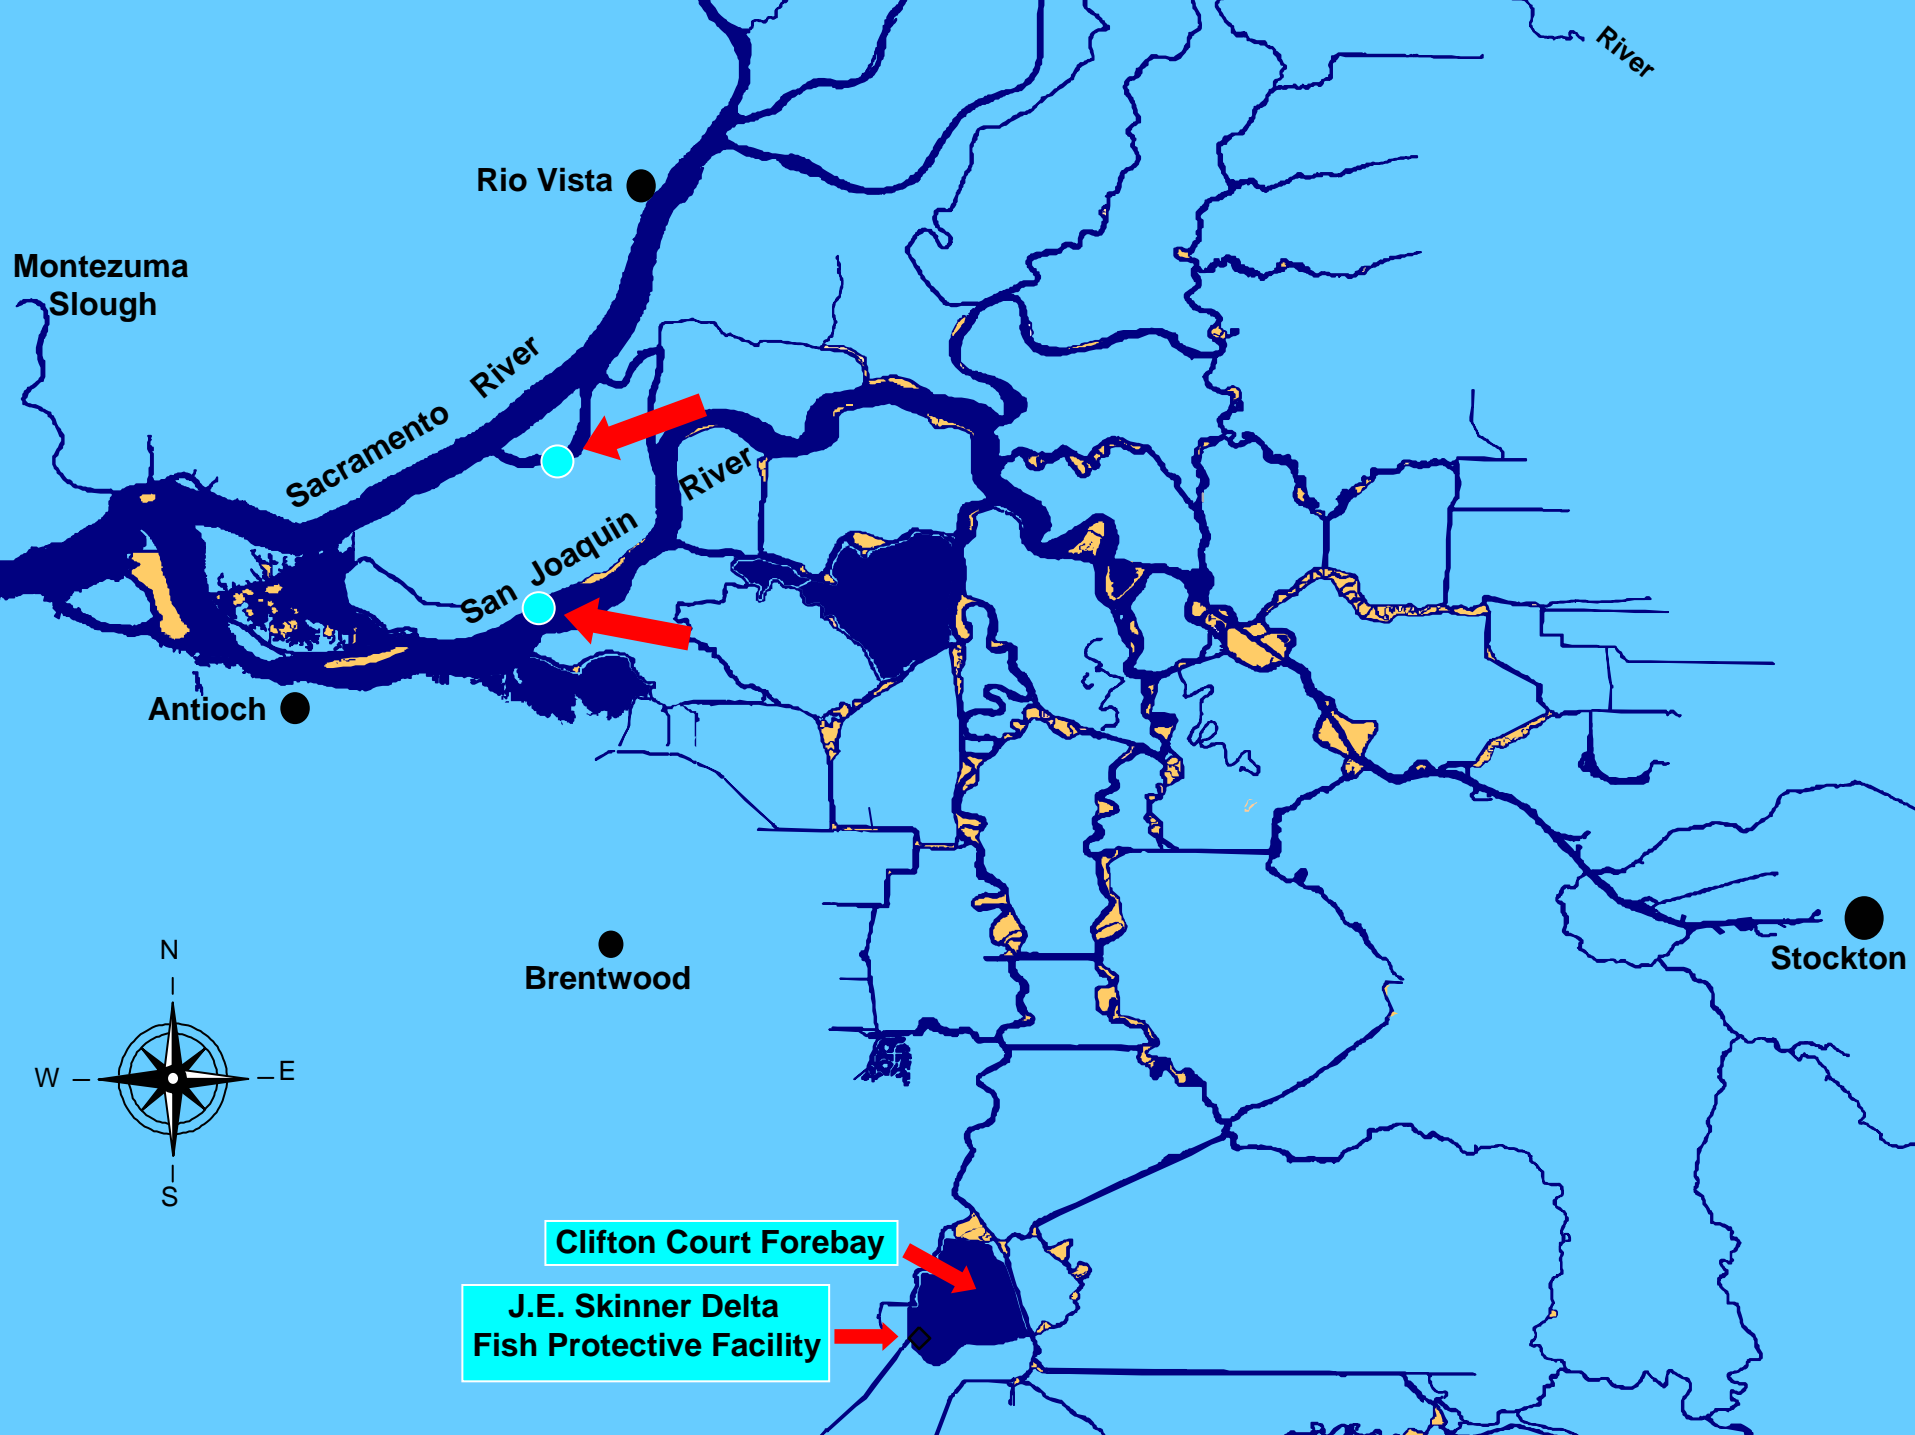 River
Rio Vista
Montezuma
Slough
Sacramento River
San Joaquin River
Antioch
Brentwood
Stockton
N
W
E
S
Clifton Court Forebay
J.E. Skinner Delta
Fish Protective Facility